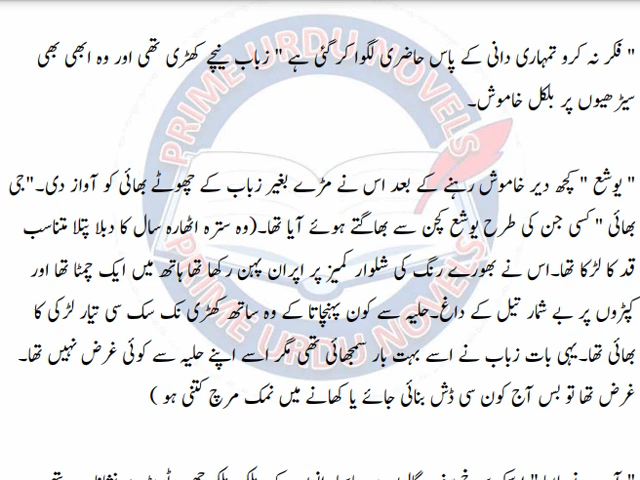 " فکر نہ کرو تمہاری دانی کے پاس حاضری لگوا کر گئی ہے " زباب نیچے کھڑی تھی اور وہ ابھی بھی
سیڑھیوں پر بلکل خاموش۔
" یوشع " کچھ دیر خاموش رہنے کے بعد اس نے مڑے بغیر زباب کے چھوٹے بھائی کو آواز دی۔"جی
بھائی " کسی جن کی طرح یوشع کچن سے بھاگتے ہوئے آیا تھا۔(وہ سترہ اٹھارہ سال کا دبلا پتلا متناسب
قد کا لڑکا تھا۔اس نے بھورے رنگ کی شلوار کمیز پر اپرن پہن رکھا تھا ہاتھ میں ایک چمٹا تھا اور
کپڑوں پر بے شمار تیل کے داغ۔حلیہ سے کون پہنچاتا کے وہ ساتھ کھڑی نک سک سی تیار لڑکی کا
بھائی تھا۔یہی بات زباب نے اسے بہت بار سمجھائی تھی مگر اسے اپنے حلیہ سے کوئی غرض نہیں تھا۔
غرض تھا تو بس آج کون سی ڈش بنائی جائے یا کھانے میں نمک مرچ کتنی ہو )
PRIME URDU NOVELS
PRIME URDU NOVELS